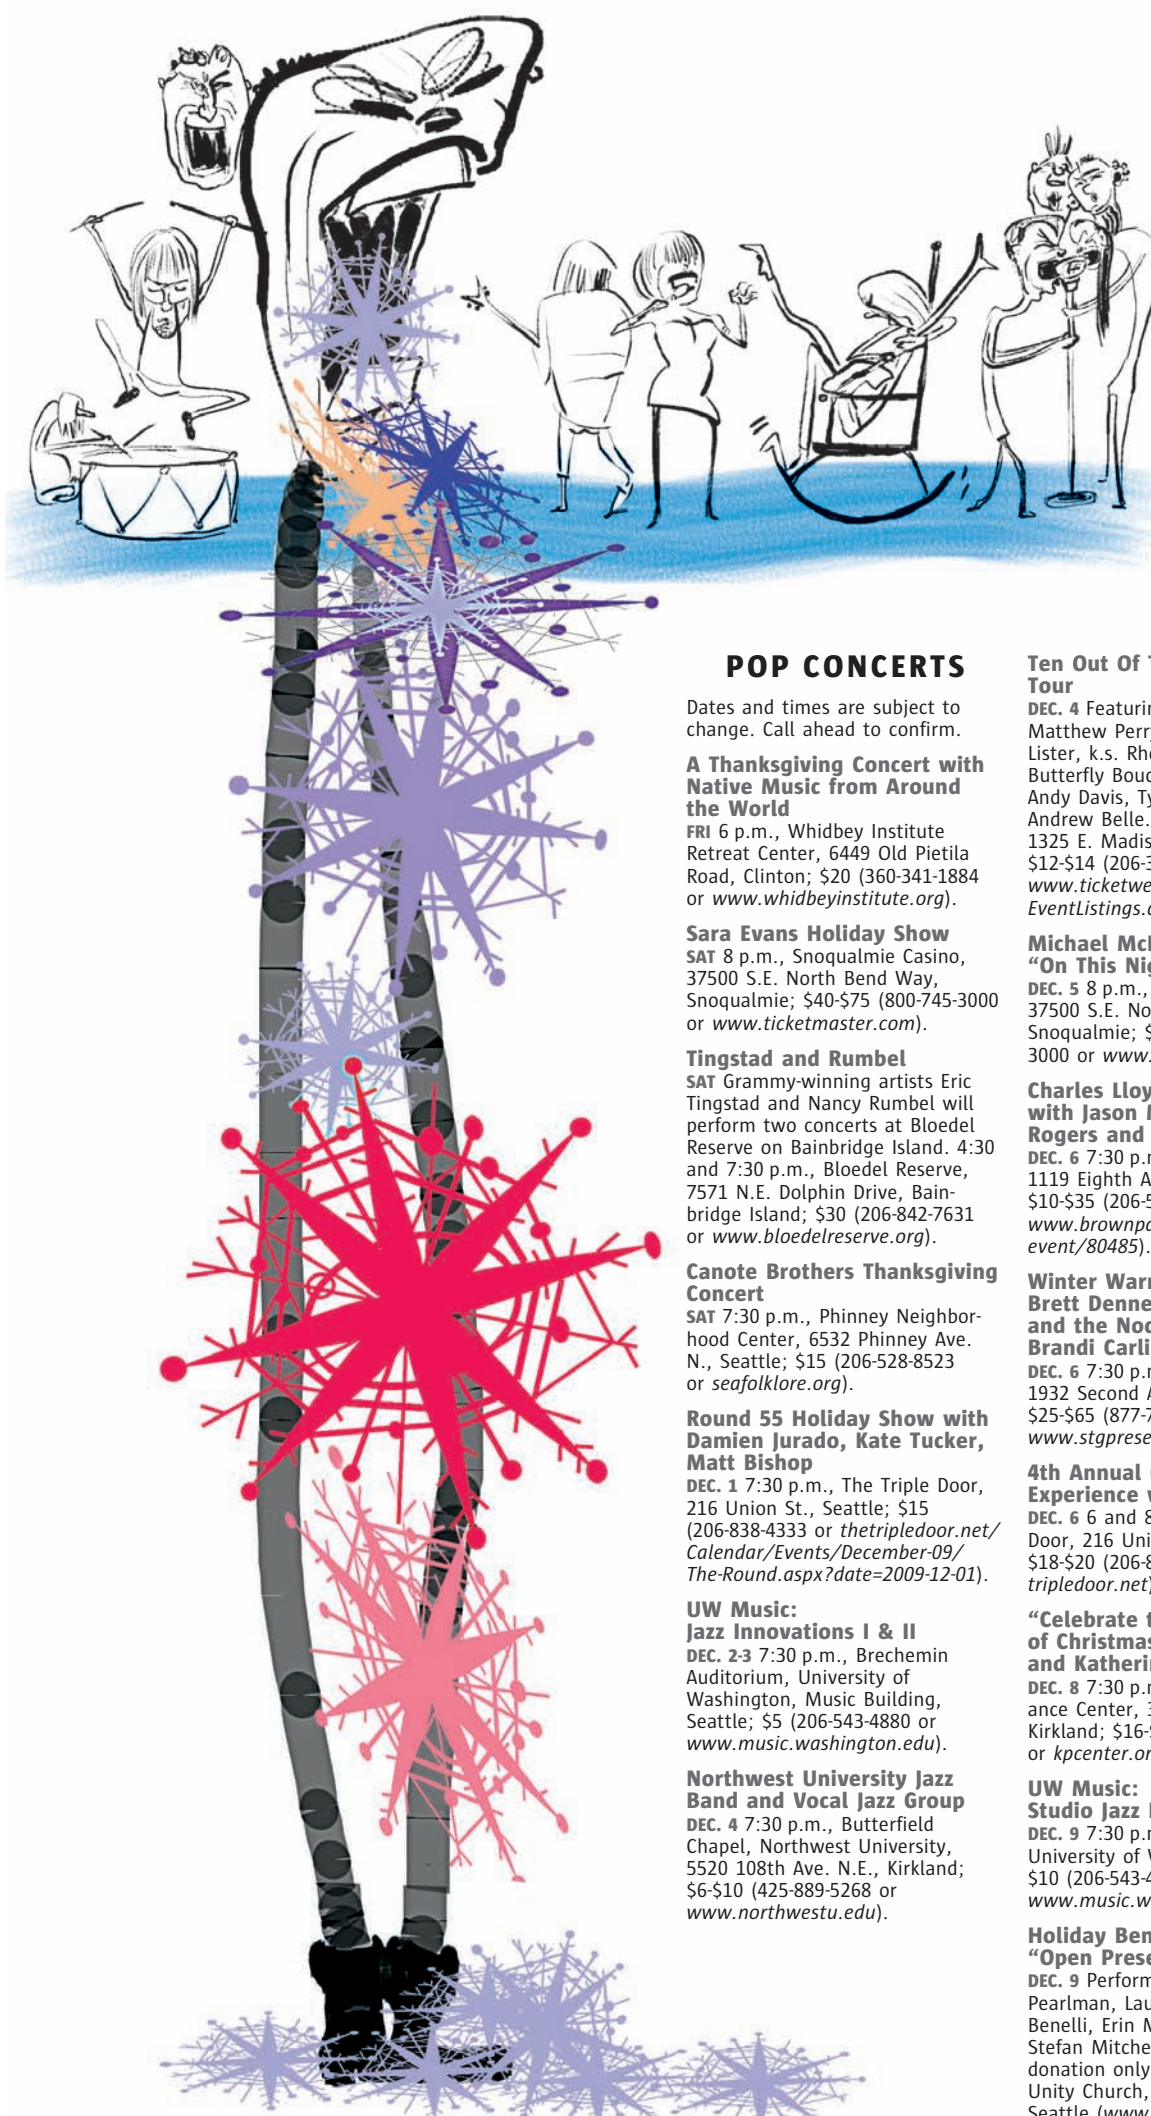 POP CONCERTS
Dates and times are subject to
change. Call ahead to confirm.
A Thanksgiving Concert with
Native Music from Around
the World
FRI 6 p.m., Whidbey Institute
Retreat Center, 6449 Old Pietila
Road, Clinton; $20 (360-341-1884
or www.whidbeyinstitute.org).
Sara Evans Holiday Show
SAT 8 p.m., Snoqualmie Casino,
37500 S.E. North Bend Way,
Snoqualmie; $40-$75 (800-745-3000
or www.ticketmaster.com).
Tingstad and Rumbel
SAT Grammy-winning artists Eric
Tingstad and Nancy Rumbel will
perform two concerts at Bloedel
Reserve on Bainbridge Island. 4:30
and 7:30 p.m., Bloedel Reserve,
7571 N.E. Dolphin Drive, Bain-
bridge Island; $30 (206-842-7631
or www.bloedelreserve.org).
Canote Brothers Thanksgiving
Concert
SAT 7:30 p.m., Phinney Neighbor-
hood Center, 6532 Phinney Ave.
N., Seattle; $15 (206-528-8523
or seafolklore.org).
Round 55 Holiday Show with
Damien Jurado, Kate Tucker,
Matt Bishop
DEC. 1 7:30 p.m., The Triple Door,
216 Union St., Seattle; $15
(206-838-4333 or thetripledoor.net/
Calendar/Events/December-09/
The-Round.aspx?date=2009-12-01).
UW Music:
Jazz Innovations I & II
DEC. 2-3 7:30 p.m., Brechemin
Auditorium, University of
Washington, Music Building,
Seattle; $5 (206-543-4880 or
www.music.washington.edu).
Northwest University Jazz
Band and Vocal Jazz Group
DEC. 4 7:30 p.m., Butterfield
Chapel, Northwest University,
5520 108th Ave. N.E., Kirkland;
$6-$10 (425-889-5268 or
www.northwestu.edu).
Ten Out Of
Tour
DEC. 4 Featurin
Matthew Perr
Lister, k.s. Rh
Butterfly Bouc
Andy Davis, Ty
Andrew Belle.
1325 E. Madis
$12-$14 (206-3
www.ticketwe
EventListings.
Michael Mc
"On This Nig
DEC. 5 8 p.m.,
37500 S.E. No
Snoqualmie; $
3000 or www.
Charles Lloy
with Jason
Rogers and
DEC. 6 7:30 p.
1119 Eighth A
$10-$35 (206-5
www.brownpa
event/80485).
Winter Warr
Brett Denne
and the Noc
Brandi Carli
DEC. 6 7:30 p.
1932 Second A
$25-$65 (877-7
www.stgprese
4th Annual
Experience
DEC. 6 6 and 8
Door, 216 Uni
$18-$20 (206-8
tripledoor.net)
"Celebrate t
of Christmas
and Katherin
DEC. 8 7:30 p.
ance Center, 3
Kirkland; $16-
or kpcenter.or
UW Music:
Studio Jazz
DEC. 9 7:30 p.
University of
$10 (206-543-4
www.music.w
Holiday Ben
"Open Prese
DEC. 9 Perform
Pearlman, Lau
Benelli, Erin M
Stefan Mitche
donation only
Unity Church,
Seattle (www.